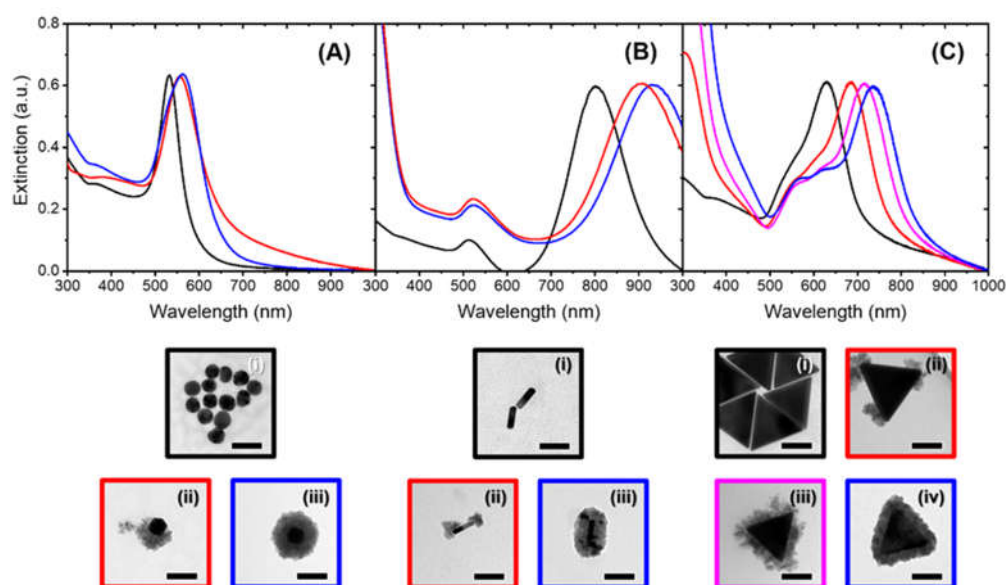 0.8
0.6
0.4
0.2
0.0
Extinction (a.u.)
(A)
(B)
(C)
300 400 500 600 700 800 900 300 400 500 600 700 800 900 300 400 500 600 700 800 900 1000
Wavelength (nm)
Wavelength (nm)
Wavelength (nm)
(i)
(i)
(i)
(ii)
(ii)
(iii)
(ii)
(iii)
(iii)
(iv)